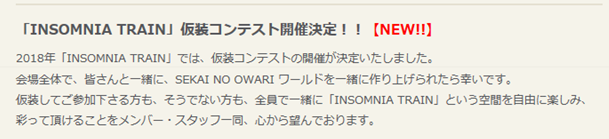 「INSOMNIA TRAIN」仮装コンテスト開催決定！！【NEW!!】
2018年「INSOMNIA TRAIN」では、仮装コンテストの開催が決定いたしました。
会場全体で、皆さんと一緒に、SEKAI NO OWARI ワールドを一緒に作り上げられたら幸いです。
仮装してご参加下さる方も、そうでない方も、全員で一緒に「INSOMNIA TRAIN」という空間を自由に楽しみ、
彩って頂けることをメンバー・スタッフ一同、心から望んでおります。